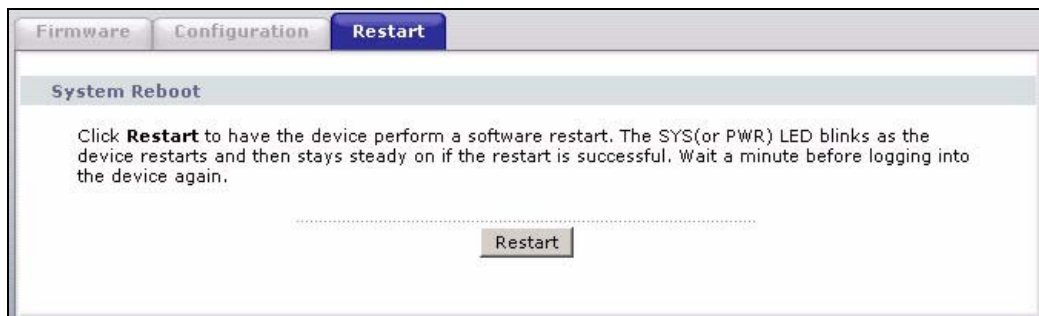 Firmware Configuration Restart
System Reboot
Click Restart to have the device perform a software restart. The SYS(or PWR) LED blinks as the
device restarts and then stays steady on if the restart is successful. Wait a minute before logging into
the device again.
Restart